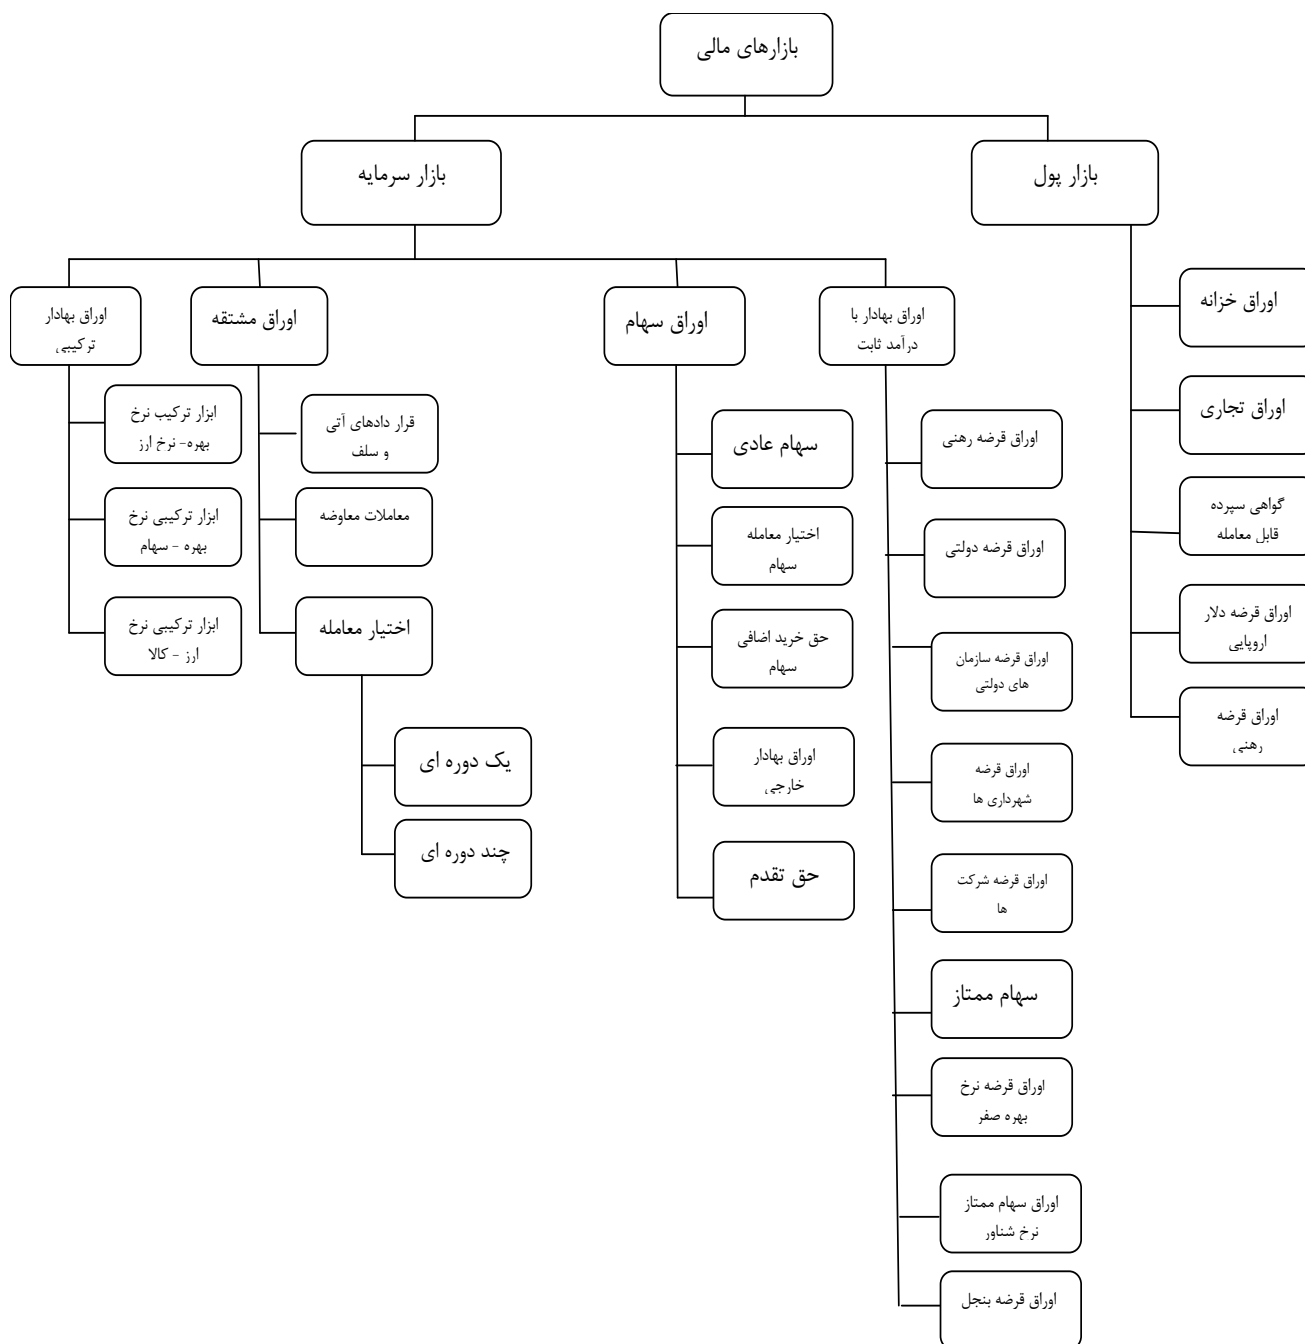 بازارهای مالی
بازار پول
بازار سرمایه
اوراق خزانه
اوراق تجاری
گواهی سپرده
قابل معامله
اوراق قرضه دلار
اروپایی
اوراق قرضه
رهنی
اوراق بهادار با
درآمد ثابت
اوراق قرضه رهنی
اوراق قرضه دولتی
اوراق قرضه سازمان
های دولتی
اوراق قرضه
شهرداری ها
اوراق قرضه شرکت
ها
سهام ممتاز
اوراق قرضه نرخ
بهره صفر
اوراق سهام ممتاز
نرخ شناور
اوراق قرضه بنجل
اوراق سهام
سهام عادی
اختیار معامله
سهام
حق خرید اضافی
سهام
اوراق بهادار
خارجی
حق تقدم
اوراق مشتقه
قرار دادهای آتی
و سلف
معاملات معاوضه
اختیار معامله
یک دوره ای
چند دوره ای
اوراق بهادار
ترکیبی
ابزار ترکیب نرخ
بهره- نرخ ارز
ابزار ترکیبی نرخ
بهره - سهام
ابزار ترکیبی نرخ
ارز - کالا